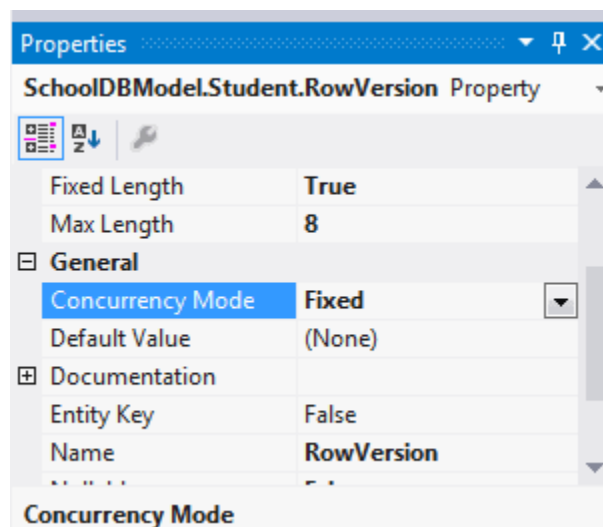 Properties
SchoolDBModel.Student.RowVersion Property
Fixed Length True
Max Length 8
General
Concurrency Mode Fixed
Default Value (None)
Documentation
Entity Key False
Name RowVersion
Concurrency Mode